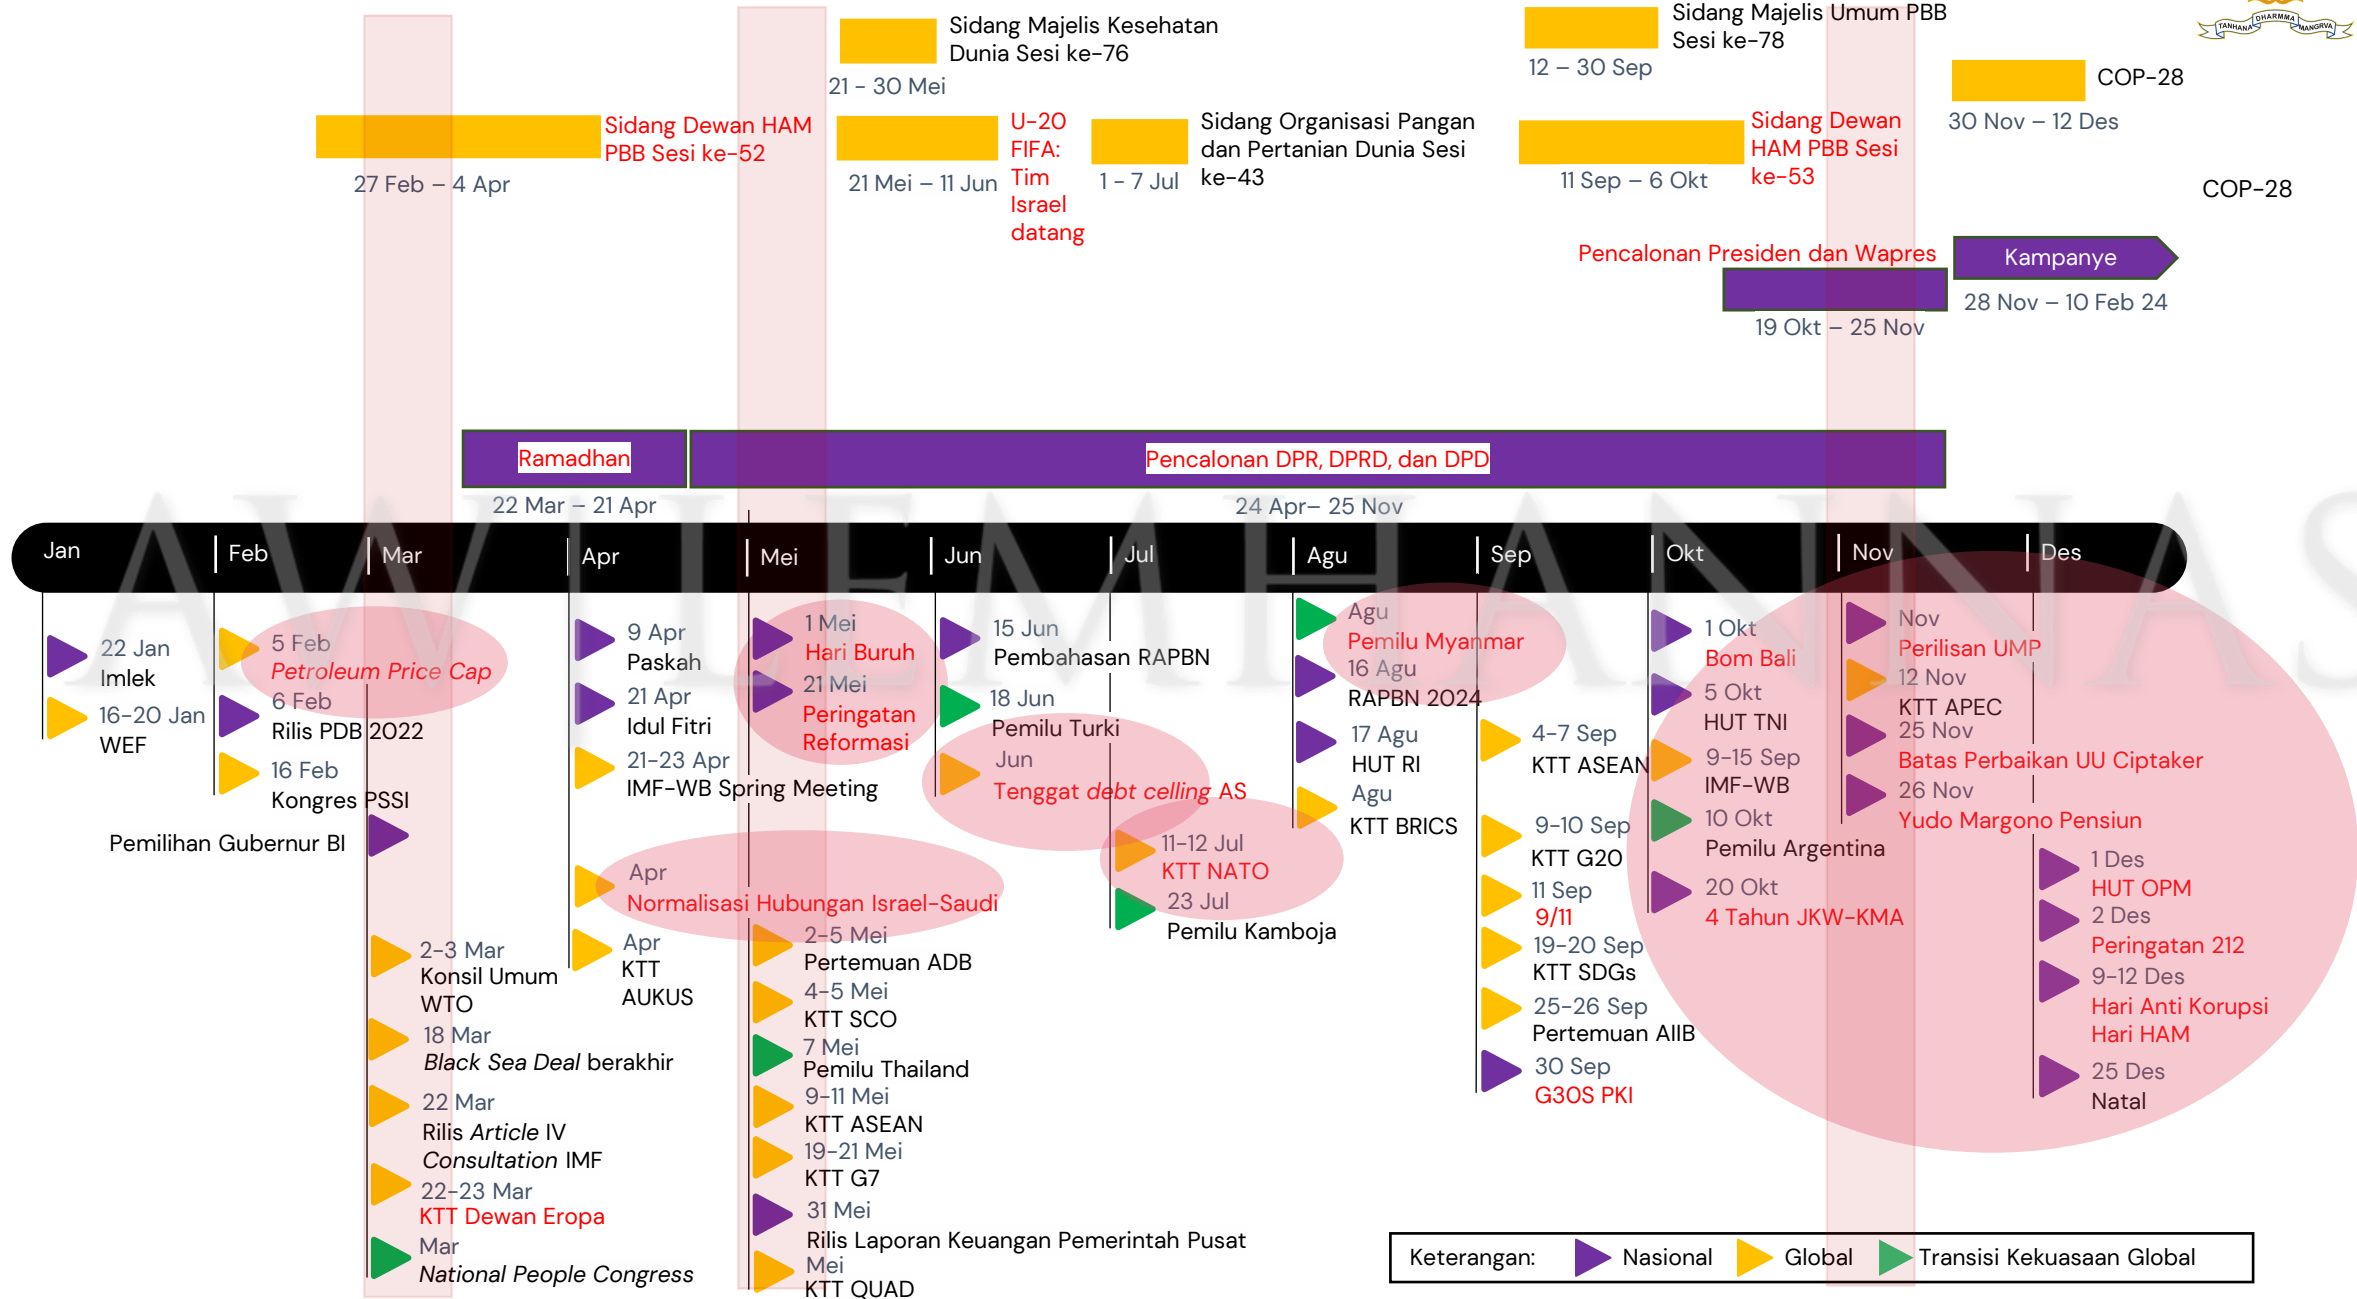 TANHANA DHARMMA MANGRVA
Sidang Majelis Kesehatan
Dunia Sesi ke-76
21 - 30 Mei
Sidang Majelis Umum PBB
Sesi ke-78
12 – 30 Sep
COP-28
30 Nov – 12 Des
Sidang Dewan HAM
PBB Sesi ke-52
27 Feb – 4 Apr
U-20
FIFA:
Tim
Israel
datang
21 Mei – 11 Jun
Sidang Organisasi Pangan
dan Pertanian Dunia Sesi
ke-43
1 - 7 Jul
Sidang Dewan
HAM PBB Sesi
ke-53
11 Sep – 6 Okt
COP-28
Pencalonan Presiden dan Wapres
19 Okt – 25 Nov
Kampanye
28 Nov – 10 Feb 24
Ramadhan
22 Mar – 21 Apr
Pencalonan DPR, DPRD, dan DPD
24 Apr– 25 Nov
AWILEMHANNAS
Jan
Feb
Mar
Apr
Mei
Jun
Jul
Agu
Sep
Okt
Nov
Des
22 Jan
Imlek
16-20 Jan
WEF
5 Feb
Petroleum Price Cap
6 Feb
Rilis PDB 2022
16 Feb
Kongres PSSI
Pemilihan Gubernur BI
2-3 Mar
Konsil Umum
WTO
18 Mar
Black Sea Deal berakhir
22 Mar
Rilis Article IV
Consultation IMF
22-23 Mar
KTT Dewan Eropa
Mar
National People Congress
9 Apr
Paskah
21 Apr
Idul Fitri
21-23 Apr
IMF-WB Spring Meeting
Apr
Normalisasi Hubungan Israel-Saudi
Apr
KTT
AUKUS
1 Mei
Hari Buruh
21 Mei
Peringatan
Reformasi
2-5 Mei
Pertemuan ADB
4-5 Mei
KTT SCO
7 Mei
Pemilu Thailand
9-11 Mei
KTT ASEAN
19-21 Mei
KTT G7
31 Mei
Rilis Laporan Keuangan Pemerintah Pusat
Mei
KTT QUAD
15 Jun
Pembahasan RAPBN
18 Jun
Pemilu Turki
Jun
Tenggat debt celling AS
11-12 Jul
KTT NATO
23 Jul
Pemilu Kamboja
Agu
Pemilu Myanmar
16 Agu
RAPBN 2024
17 Agu
HUT RI
Agu
KTT BRICS
4-7 Sep
KTT ASEAN
9-10 Sep
KTT G20
11 Sep
9/11
19-20 Sep
KTT SDGs
25-26 Sep
Pertemuan AIIB
30 Sep
G30S PKI
1 Okt
Bom Bali
5 Okt
HUT TNI
9-15 Sep
IMF-WB
10 Okt
Pemilu Argentina
20 Okt
4 Tahun JKW-KMA
Nov
Perilisan UMP
12 Nov
KTT APEC
25 Nov
Batas Perbaikan UU Ciptaker
26 Nov
Yudo Margono Pensiun
1 Des
HUT OPM
2 Des
Peringatan 212
9-12 Des
Hari Anti Korupsi
Hari HAM
25 Des
Natal
Keterangan: Nasional Global Transisi Kekuasaan Global